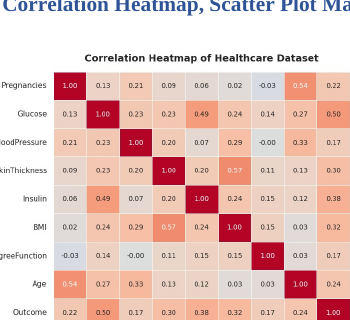 Correlation Heatmap, Scatter Plot Ma
Correlation Heatmap of Healthcare Dataset
Pregnancies 1.00 0.13 0.21 0.09 0.06 0.02 -0.03 0.54 0.22
Glucose 0.13 1.00 0.23 0.23 0.49 0.24 0.14 0.27 0.50
loodPressure 0.21 0.23 1.00 0.20 0.07 0.29 -0.00 0.33 0.17
kinThickness 0.09 0.23 0.20 1.00 0.20 0.57 0.11 0.13 0.30
Insulin 0.06 0.49 0.07 0.20 1.00 0.24 0.15 0.12 0.38
BMI 0.02 0.24 0.29 0.57 0.24 1.00 0.15 0.03 0.32
greeFunction -0.03 0.14 -0.00 0.11 0.15 0.15 1.00 0.03 0.17
Age 0.54 0.27 0.33 0.13 0.12 0.03 0.03 1.00 0.24
Outcome 0.22 0.50 0.17 0.30 0.38 0.32 0.17 0.24 1.00